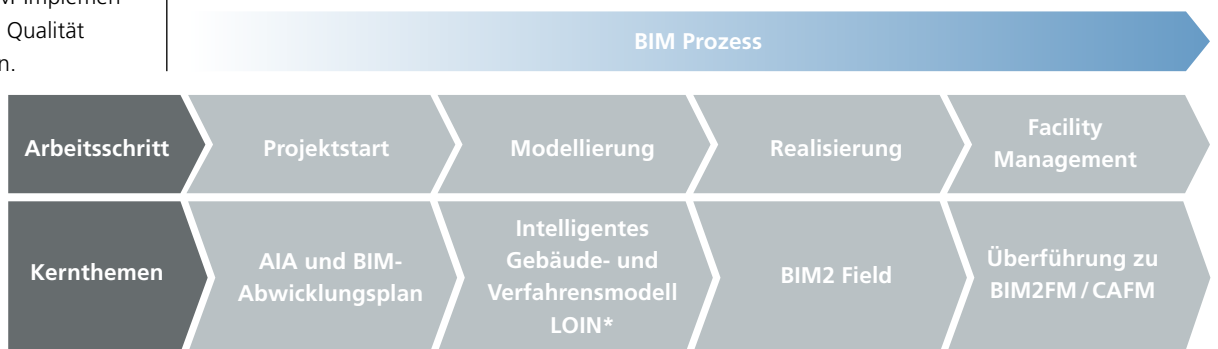 M-Implemen
Qualität
n.
BIM Prozess
Arbeitsschritt
Projektstart
Modellierung
Realisierung
Facility
Management
Kernthemen
AIA und BIM-
Abwicklungsplan
Intelligentes
Gebäude- und
Verfahrensmodell
LOIN*
BIM2 Field
Überführung zu
BIM2FM / CAFM